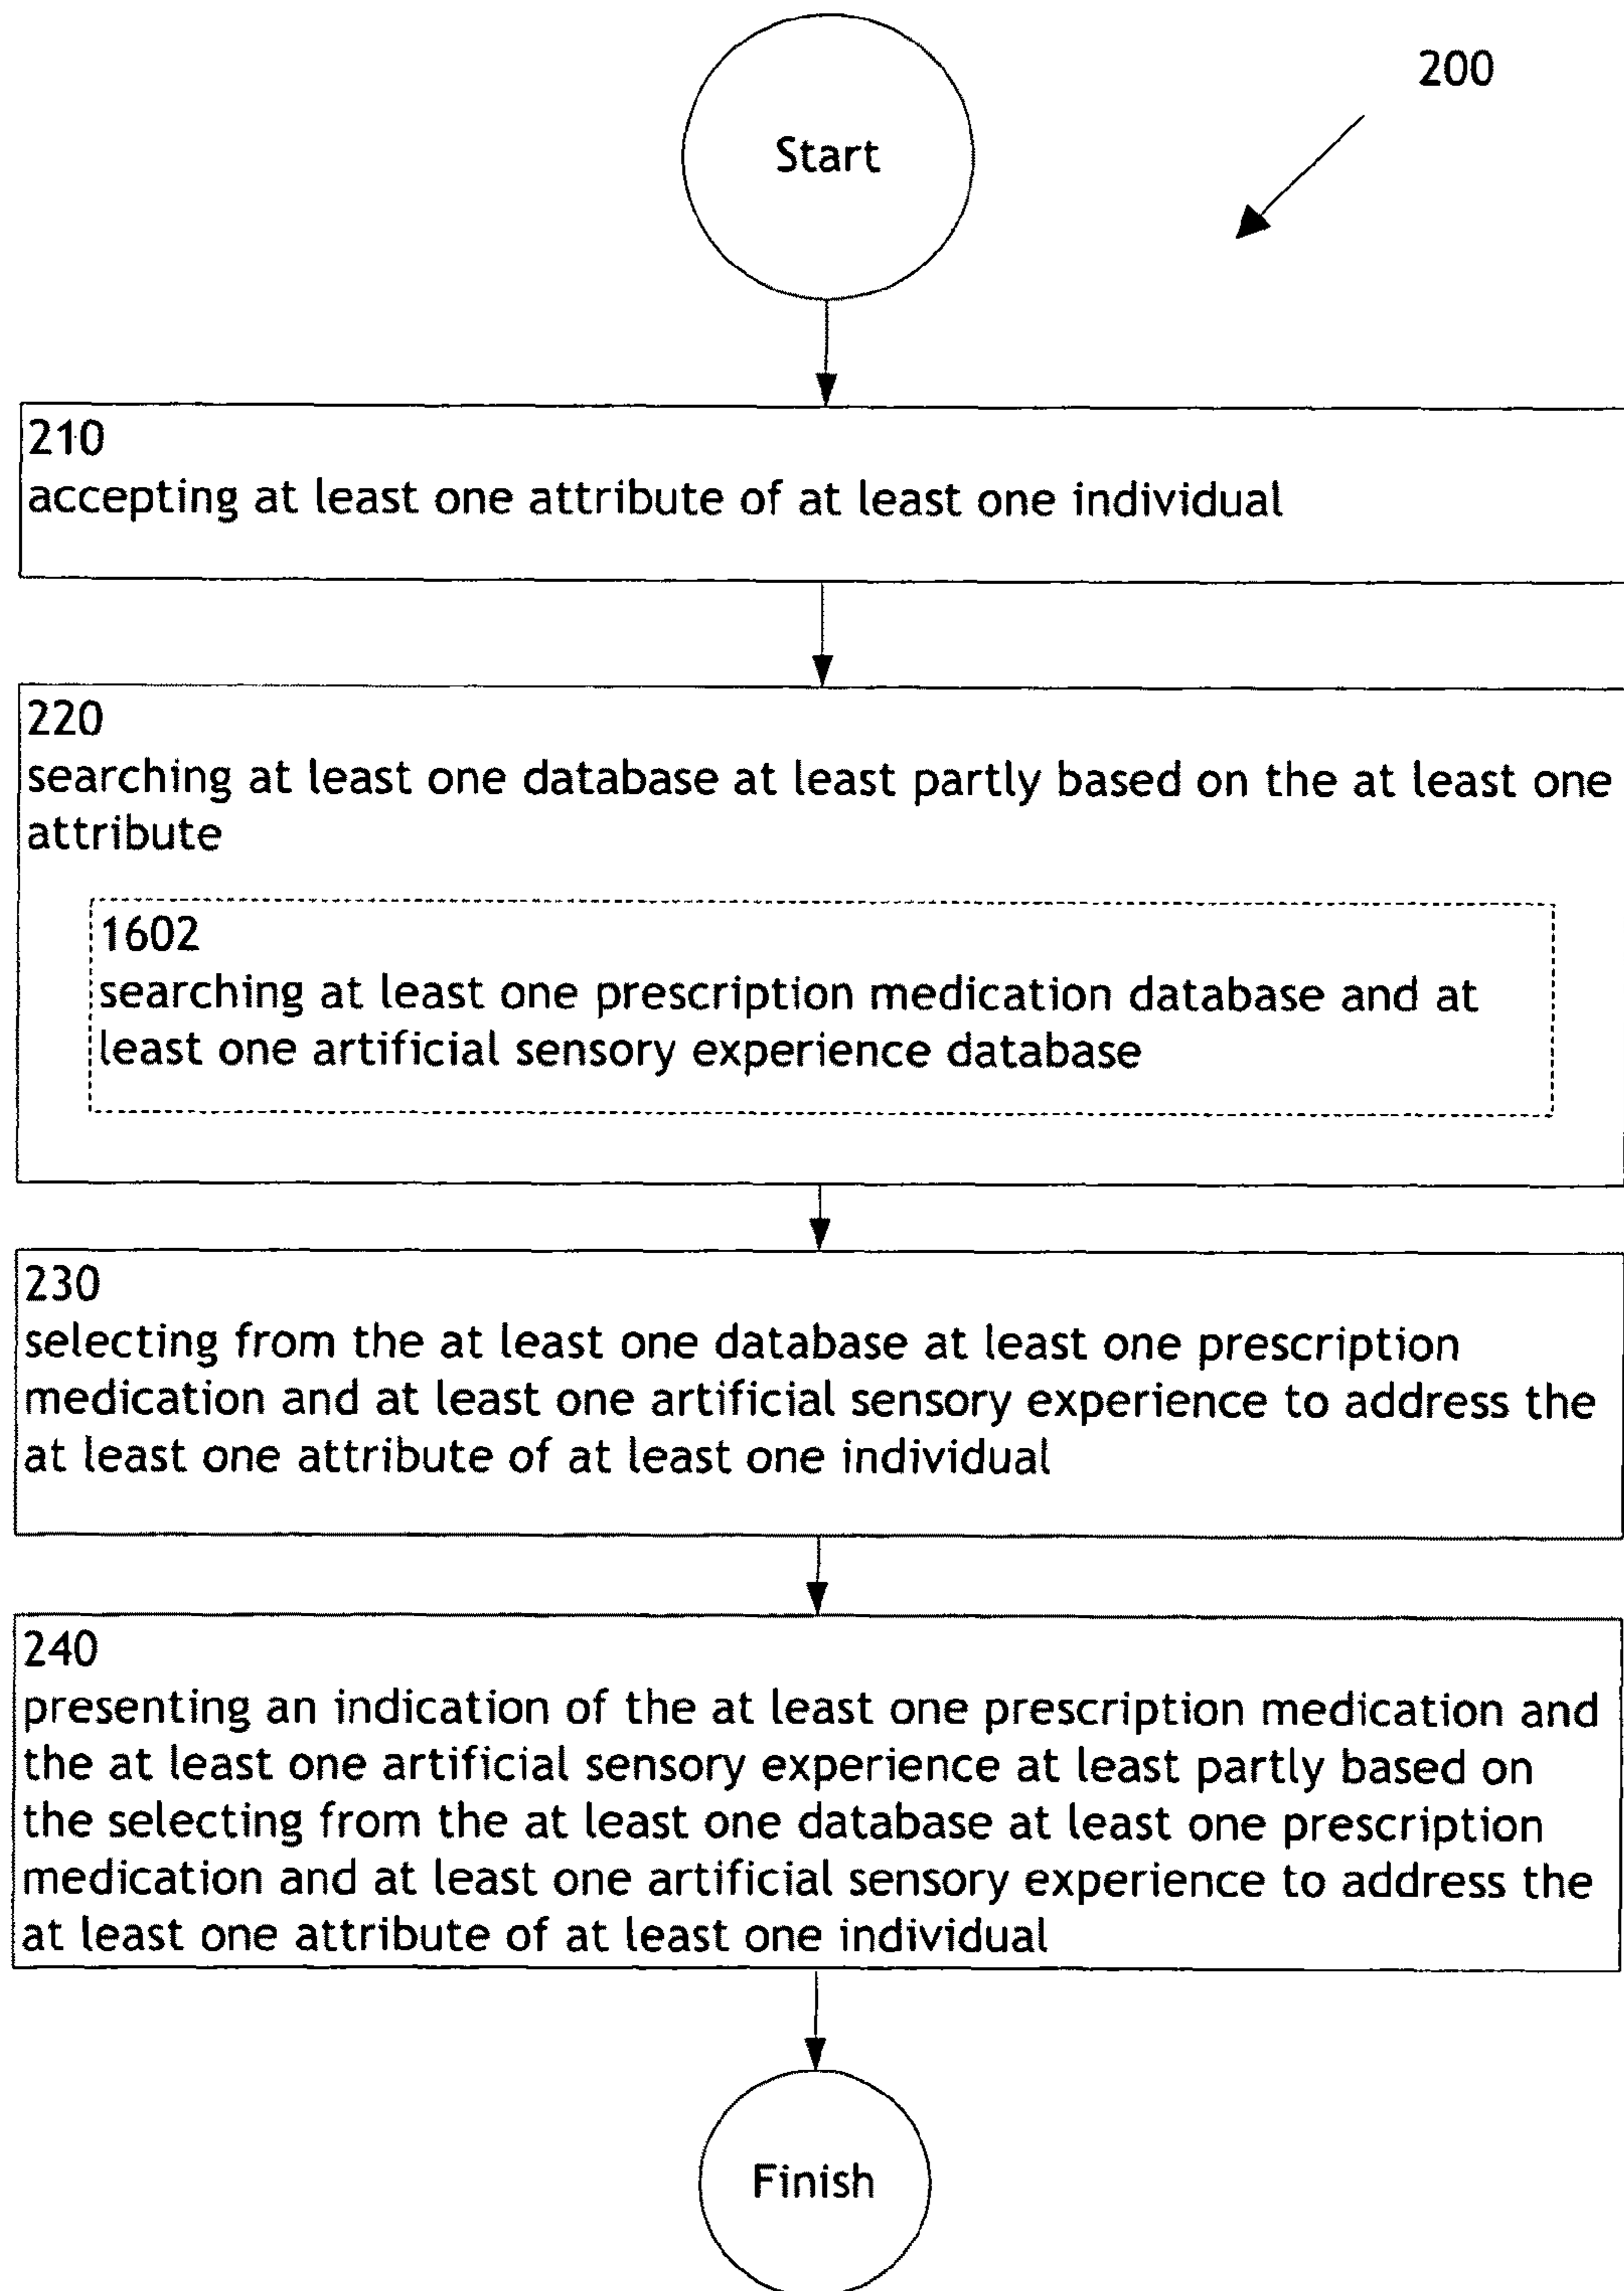 200
Start
210
accepting at least one attribute of at least one individual
220
searching at least one database at least partly based on the at least one
attribute
1602
searching at least one prescription medication database and at
least one artificial sensory experience database
230
selecting from the at least one database at least one prescription
medication and at least one artificial sensory experience to address the
at least one attribute of at least one individual
240
presenting an indication of the at least one prescription medication and
the at least one artificial sensory experience at least partly based on
the selecting from the at least one database at least one prescription
medication and at least one artificial sensory experience to address the
at least one attribute of at least one individual
Finish